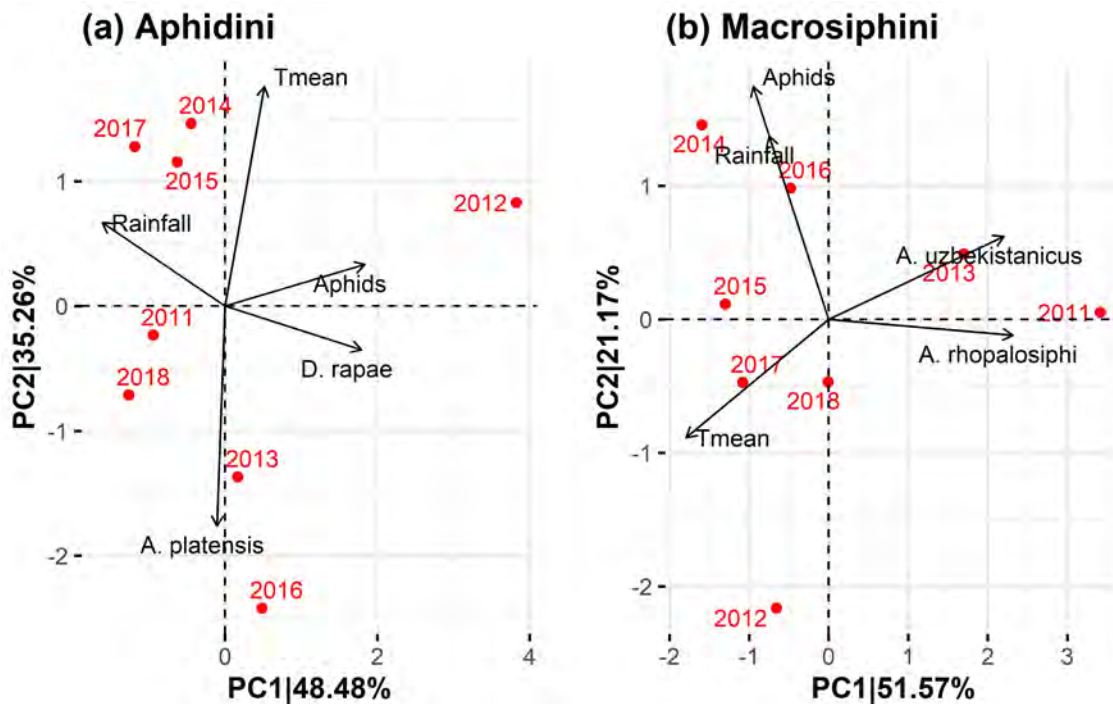 (a) Aphidini
Tmean
2014
2017
2015
2012
1
Rainfall
Aphids
0
2011
D. rapae
2018
-1
2013
A. platensis
-2
2016
0
2
4
PC2|35.26%
PC1|48.48%
(b) Macrosiphini
Aphids
2014
Rainfall
2016
1
A. uzbekistanicus
2013
2015
2011
0
A. rhopalosiphi
2017
2018
Tmean
-1
-2
2012
-2
-1
0
1
2
3
PC2|21.17%
PC1|51.57%